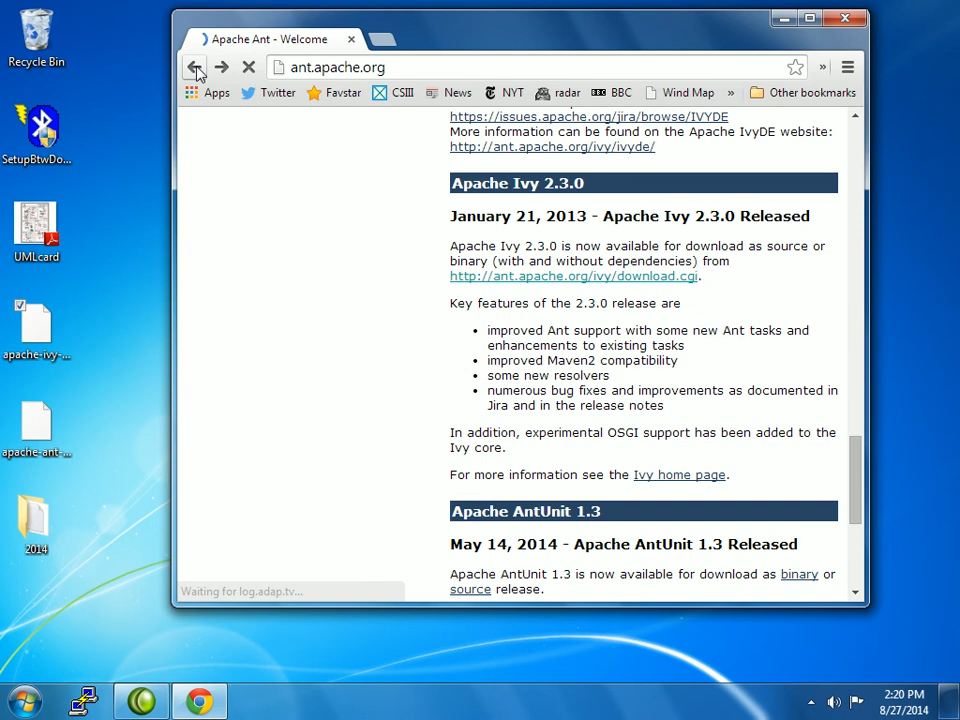 Recycle Bin
SetupBtwDo...
UMLcard
apache-ivy-...
apache-ant-...
2014
Apache Ant - Welcome
ant.apache.org
Apps Twitter Favstar CSIII News NYT radar BBC Wind Map » Other bookmarks
https://issues.apache.org/jira/browse/IVYDE
More information can be found on the Apache IvyDE website:
http://ant.apache.org/ivy/ivyde/
Apache Ivy 2.3.0
January 21, 2013 - Apache Ivy 2.3.0 Released
Apache Ivy 2.3.0 is now available for download as source or
binary (with and without dependencies) from
http://ant.apache.org/ivy/download.cgi.
Key features of the 2.3.0 release are
• improved Ant support with some new Ant tasks and
enhancements to existing tasks
• improved Maven2 compatibility
• some new resolvers
• numerous bug fixes and improvements as documented in
Jira and in the release notes
In addition, experimental OSGI support has been added to the
Ivy core.
For more information see the Ivy home page.
Apache AntUnit 1.3
May 14, 2014 - Apache AntUnit 1.3 Released
Apache AntUnit 1.3 is now available for download as binary or
source release.
Waiting for log.adap.tv...
2:20 PM
8/27/2014